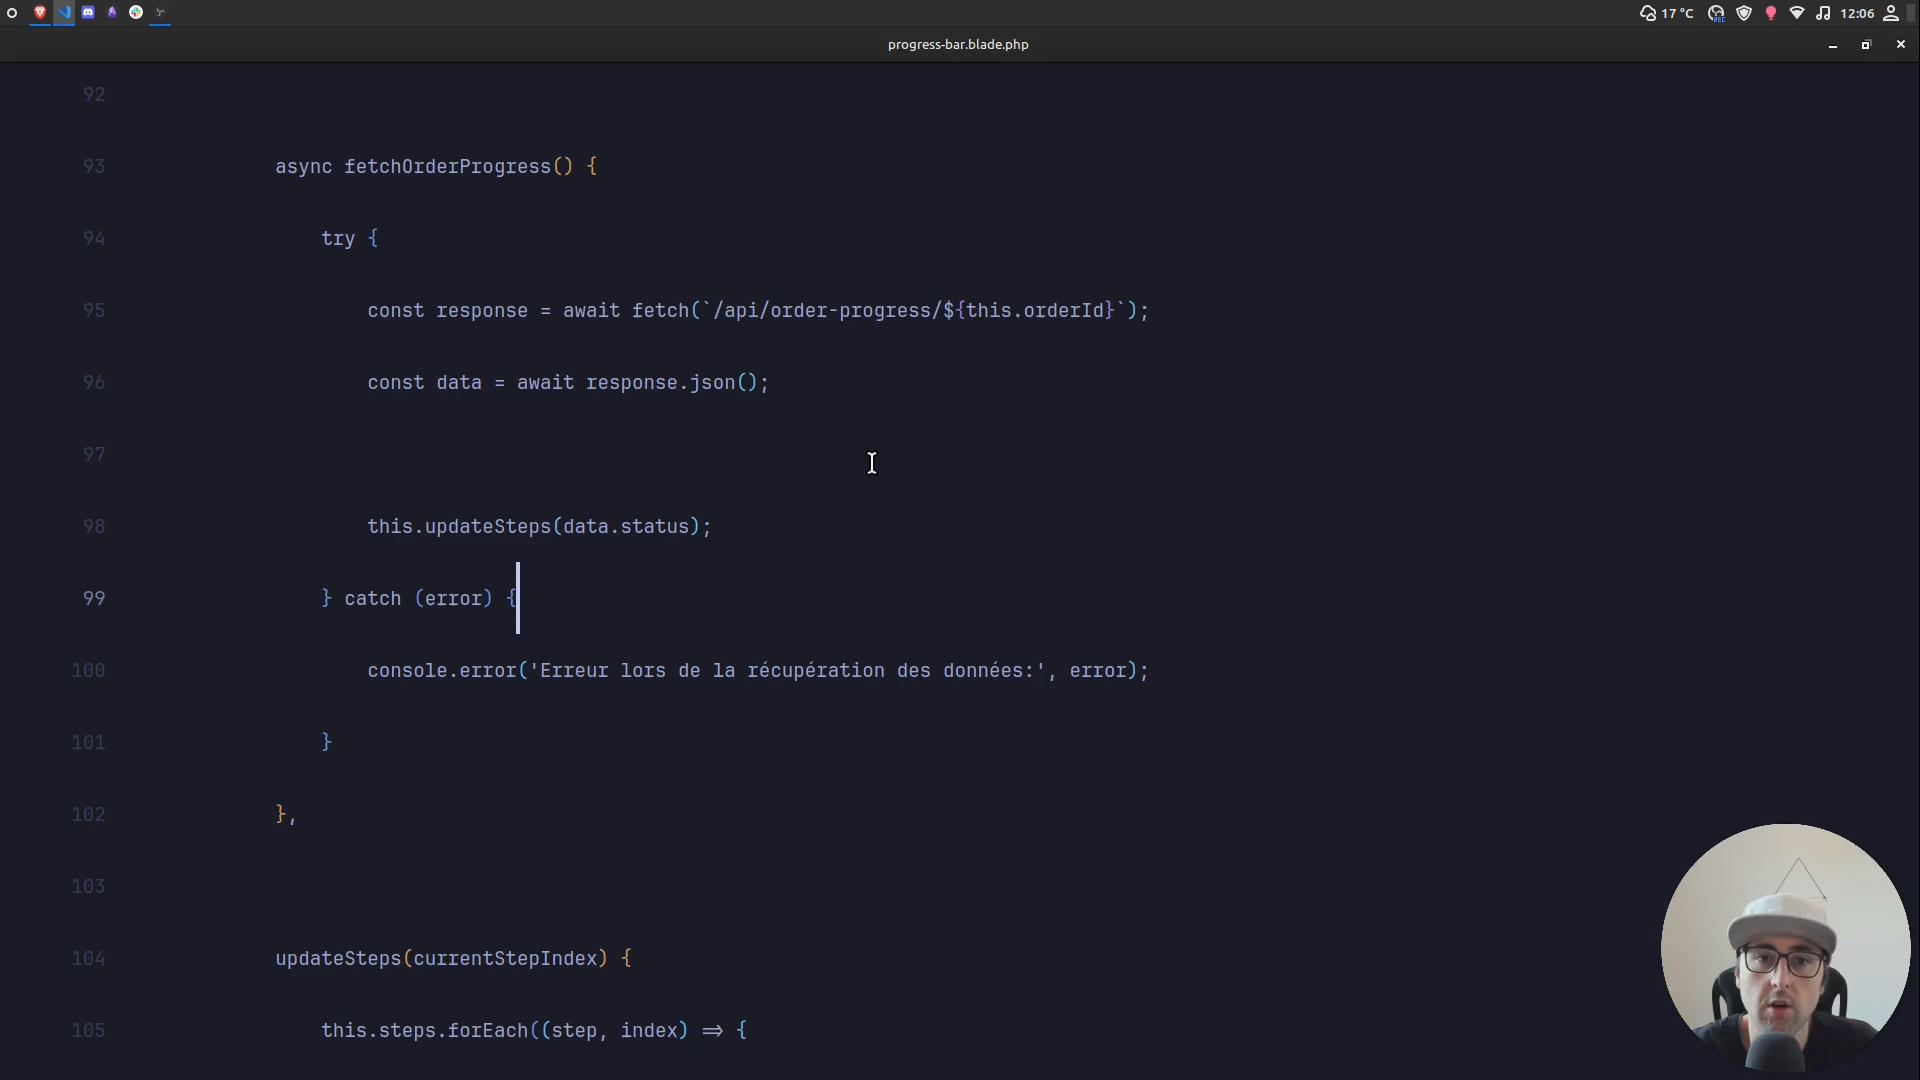 17 °C
REC
12:06
progress-bar.blade.php
92
93 async fetchOrderProgress() {
94 try {
95 const response = await fetch(`/api/order-progress/${this.orderId}`);
96 const data = await response.json();
97
98 this.updateSteps(data.status);
99 } catch (error) {
100 console.error('Erreur lors de la récupération des données:', error);
101 }
102 },
103
104 updateSteps(currentStepIndex) {
105 this.steps.forEach((step, index) => {